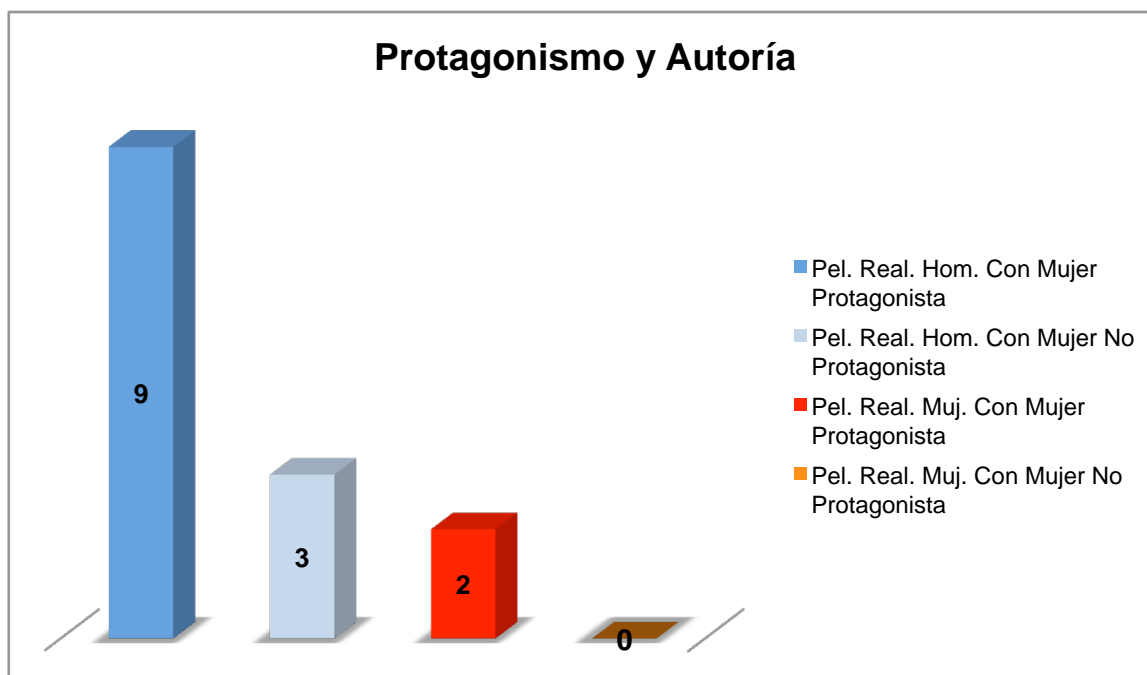 Protagonismo y Autoría
9
3
2
0
Pel. Real. Hom. Con Mujer
Protagonista
Pel. Real. Hom. Con Mujer No
Protagonista
Pel. Real. Muj. Con Mujer
Protagonista
Pel. Real. Muj. Con Mujer No
Protagonista